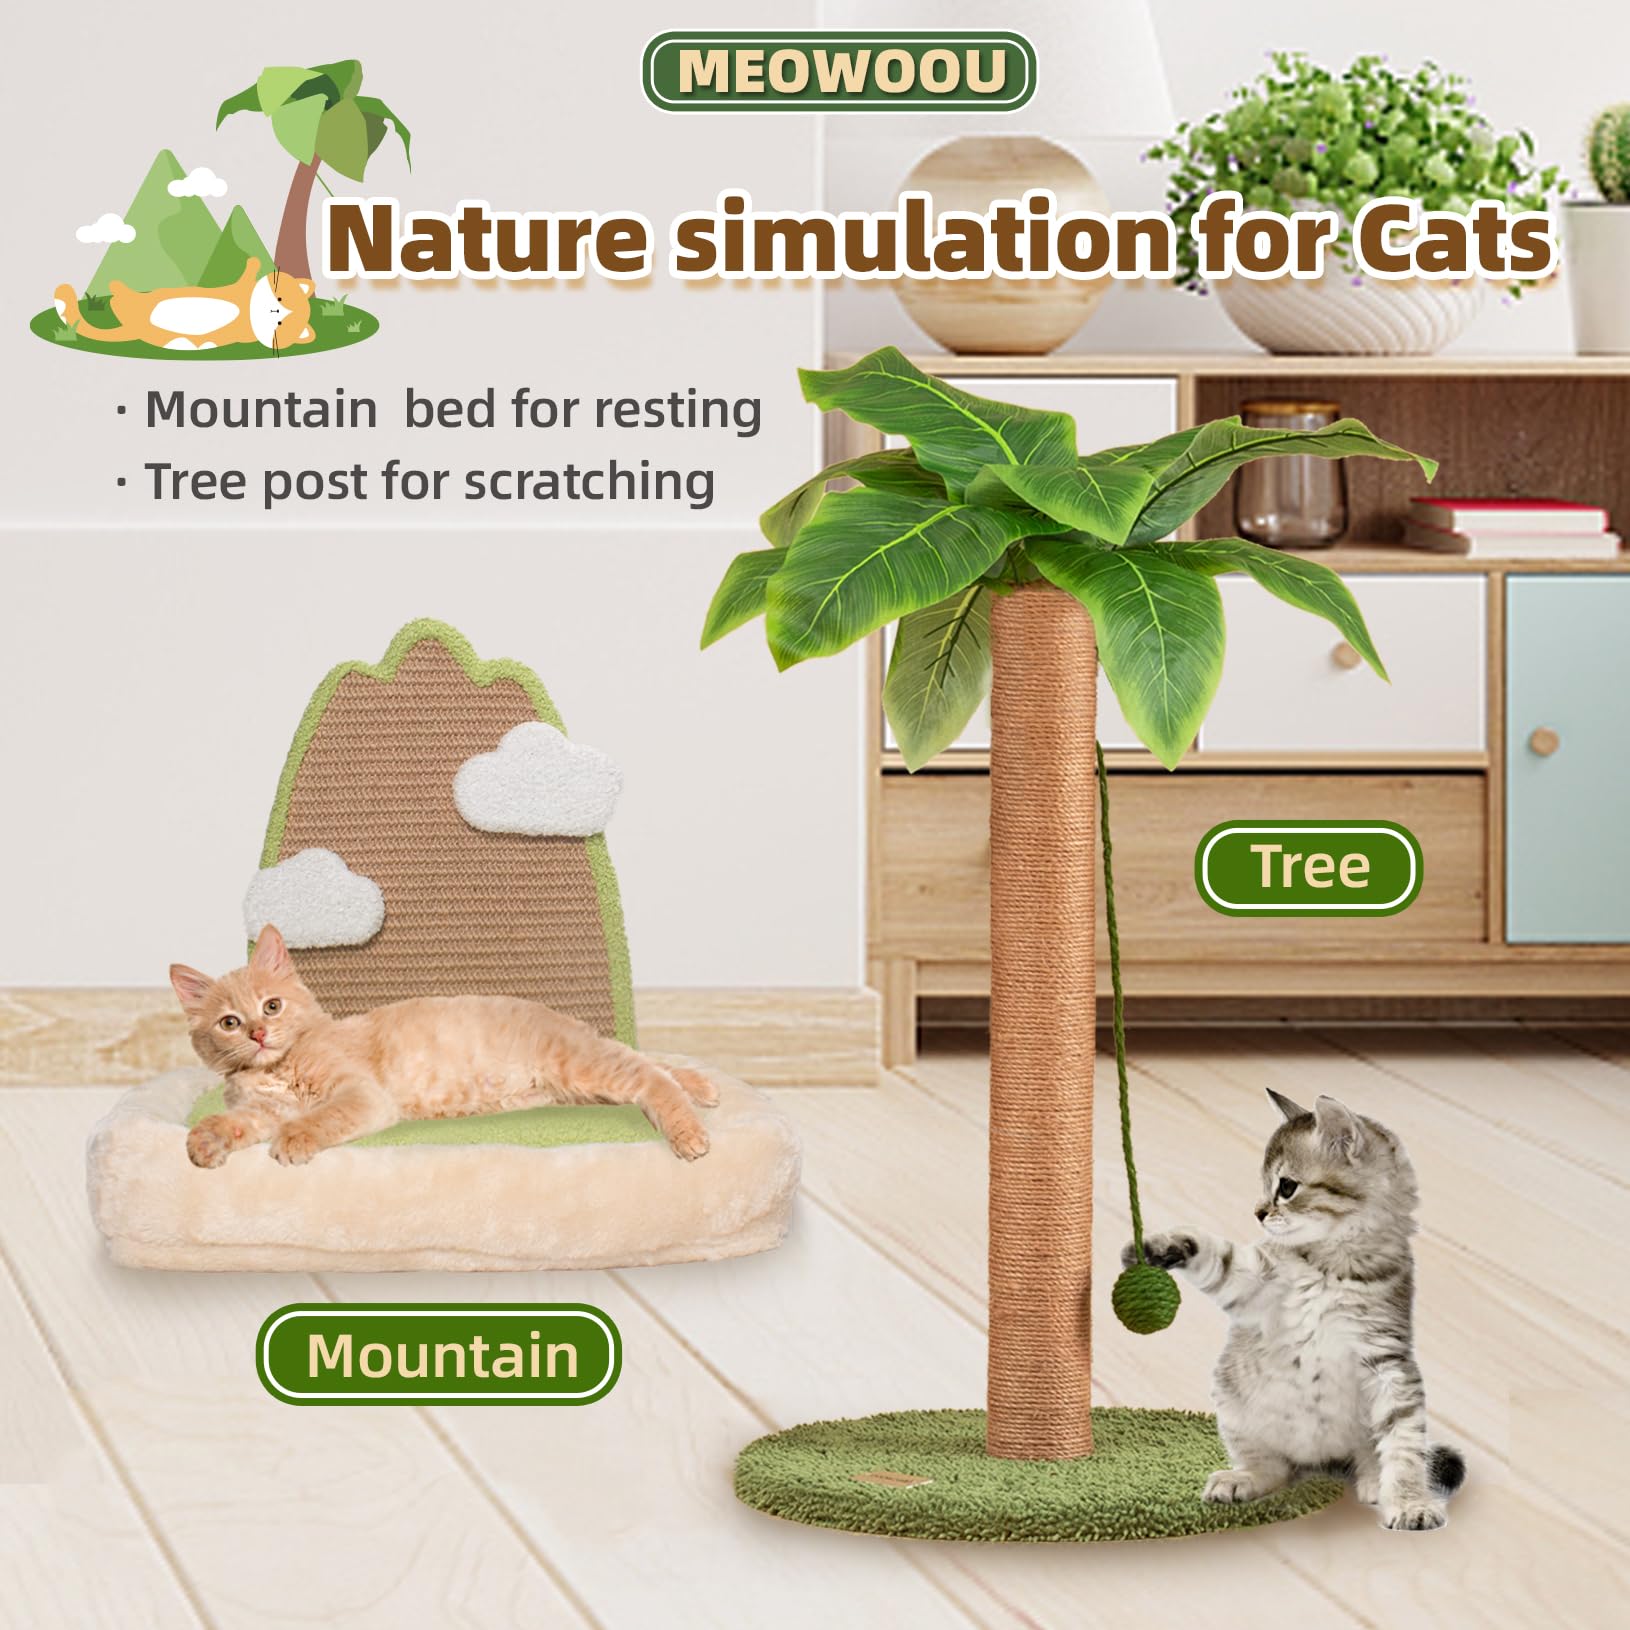 MEOWOOU
Nature simulation for Cats
· Mountain bed for resting
· Tree post for scratching
Tree
Mountain